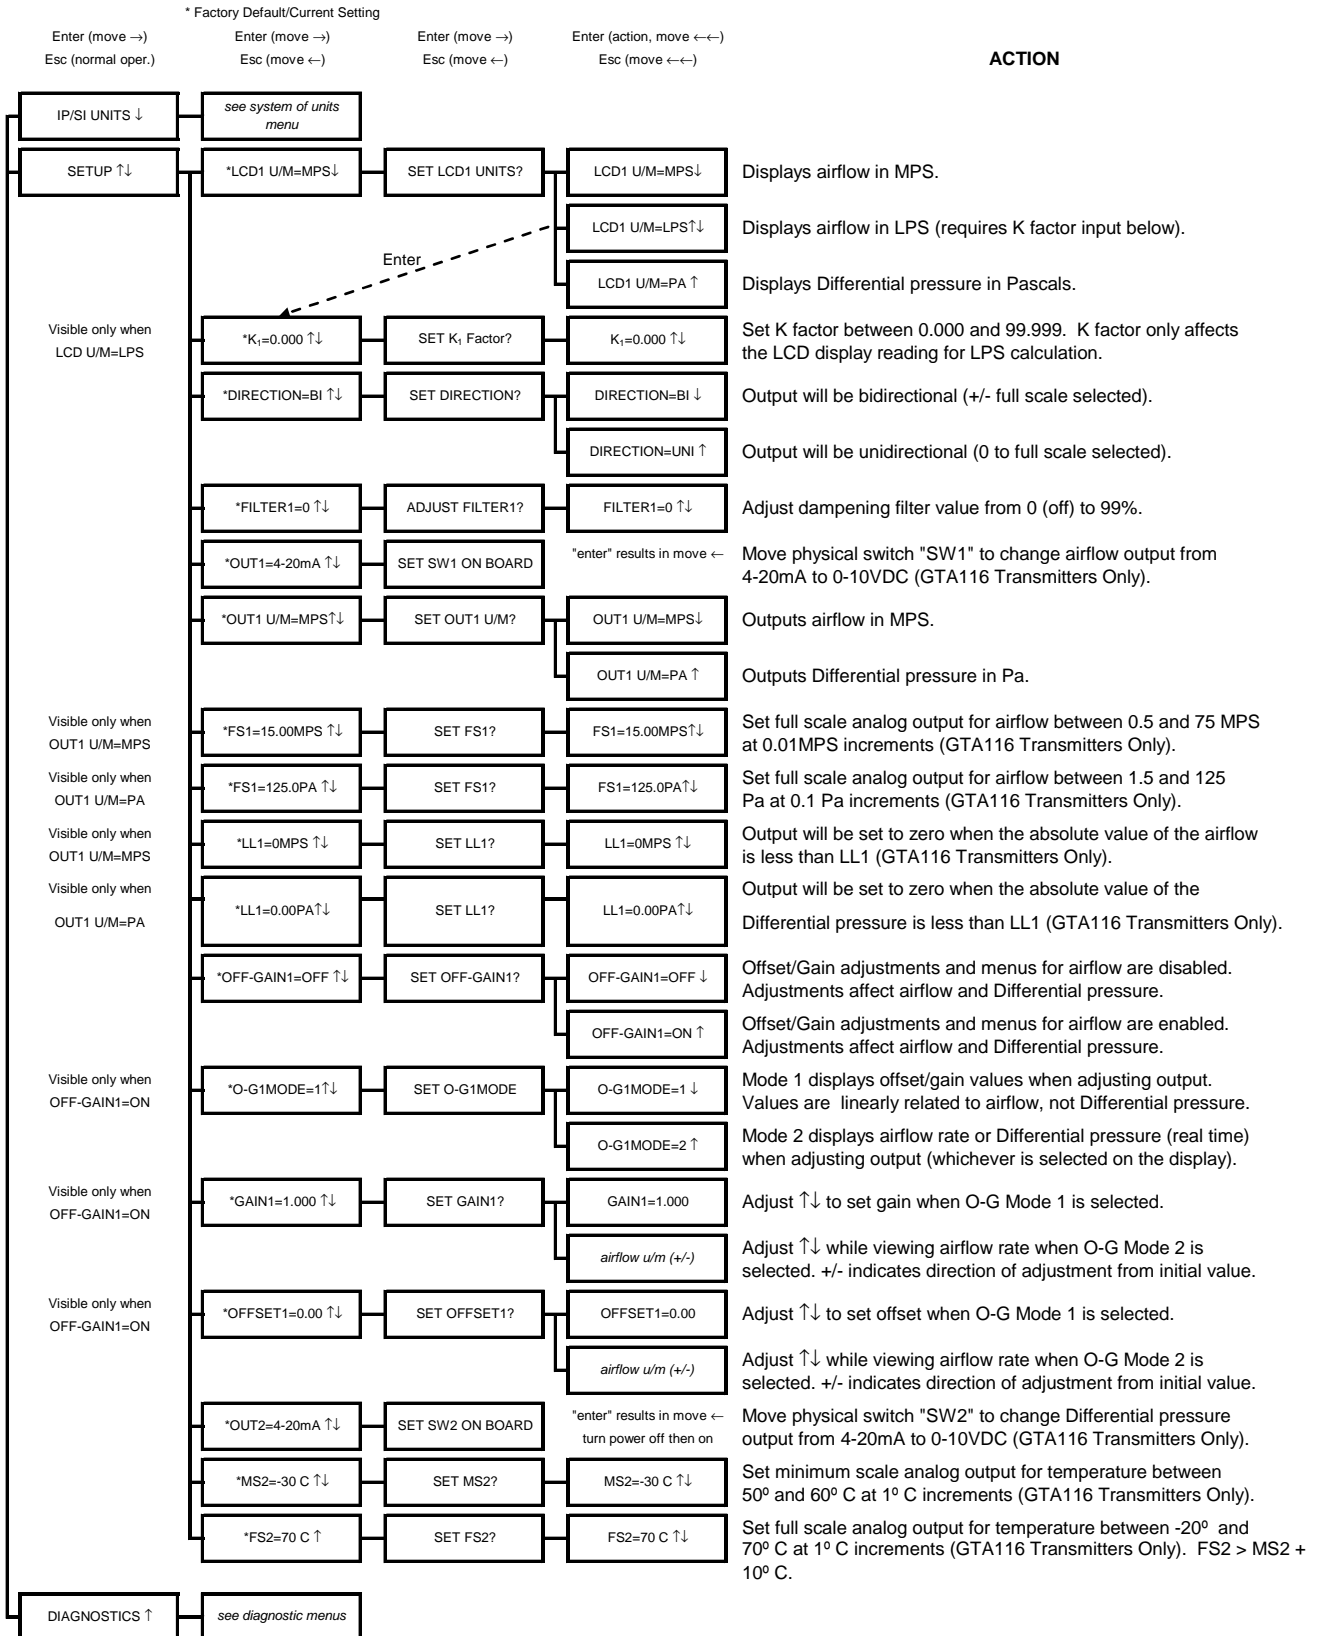 * Factory Default/Current Setting
Enter (move →) Enter (move →) Enter (move →) Enter (action, move ←←)
Esc (normal oper.) Esc (move ←) Esc (move ←) Esc (move ←←) ACTION
IP/SI UNITS ↓ see system of units
menu
SETUP ↑↓ *LCD1 U/M=MPS↓ SET LCD1 UNITS? LCD1 U/M=MPS↓ Displays airflow in MPS.
LCD1 U/M=LPS↑↓ Displays airflow in LPS (requires K factor input below).
Enter
LCD1 U/M=PA ↑ Displays Differential pressure in Pascals.
Visible only when
LCD U/M=LPS
*K₁=0.000 ↑↓ SET K₁ Factor? K₁=0.000 ↑↓ Set K factor between 0.000 and 99.999. K factor only affects
the LCD display reading for LPS calculation.
*DIRECTION=BI ↑↓ SET DIRECTION? DIRECTION=BI ↓ Output will be bidirectional (+/- full scale selected).
DIRECTION=UNI ↑ Output will be unidirectional (0 to full scale selected).
*FILTER1=0 ↑↓ ADJUST FILTER1? FILTER1=0 ↑↓ Adjust dampening filter value from 0 (off) to 99%.
*OUT1=4-20mA ↑↓ SET SW1 ON BOARD "enter" results in move ← Move physical switch "SW1" to change airflow output from
4-20mA to 0-10VDC (GTA116 Transmitters Only).
*OUT1 U/M=MPS↑↓ SET OUT1 U/M? OUT1 U/M=MPS↓ Outputs airflow in MPS.
OUT1 U/M=PA ↑ Outputs Differential pressure in Pa.
Visible only when
OUT1 U/M=MPS
*FS1=15.00MPS ↑↓ SET FS1? FS1=15.00MPS↑↓ Set full scale analog output for airflow between 0.5 and 75 MPS
at 0.01MPS increments (GTA116 Transmitters Only).
Visible only when
OUT1 U/M=PA
*FS1=125.0PA ↑↓ SET FS1? FS1=125.0PA↑↓ Set full scale analog output for airflow between 1.5 and 125
Pa at 0.1 Pa increments (GTA116 Transmitters Only).
Visible only when
OUT1 U/M=MPS
*LL1=0MPS ↑↓ SET LL1? LL1=0MPS ↑↓ Output will be set to zero when the absolute value of the airflow
is less than LL1 (GTA116 Transmitters Only).
Visible only when
OUT1 U/M=PA
*LL1=0.00PA↑↓ SET LL1? LL1=0.00PA↑↓ Output will be set to zero when the absolute value of the
Differential pressure is less than LL1 (GTA116 Transmitters Only).
*OFF-GAIN1=OFF ↑↓ SET OFF-GAIN1? OFF-GAIN1=OFF ↓ Offset/Gain adjustments and menus for airflow are disabled.
Adjustments affect airflow and Differential pressure.
OFF-GAIN1=ON ↑ Offset/Gain adjustments and menus for airflow are enabled.
Adjustments affect airflow and Differential pressure.
Visible only when
OFF-GAIN1=ON
*O-G1MODE=1↑↓ SET O-G1MODE O-G1MODE=1 ↓ Mode 1 displays offset/gain values when adjusting output.
Values are linearly related to airflow, not Differential pressure.
O-G1MODE=2 ↑ Mode 2 displays airflow rate or Differential pressure (real time)
when adjusting output (whichever is selected on the display).
Visible only when
OFF-GAIN1=ON
*GAIN1=1.000 ↑↓ SET GAIN1? GAIN1=1.000 Adjust ↑↓ to set gain when O-G Mode 1 is selected.
airflow u/m (+/-) Adjust ↑↓ while viewing airflow rate when O-G Mode 2 is
selected. +/- indicates direction of adjustment from initial value.
Visible only when
OFF-GAIN1=ON
*OFFSET1=0.00 ↑↓ SET OFFSET1? OFFSET1=0.00 Adjust ↑↓ to set offset when O-G Mode 1 is selected.
airflow u/m (+/-) Adjust ↑↓ while viewing airflow rate when O-G Mode 2 is
selected. +/- indicates direction of adjustment from initial value.
*OUT2=4-20mA ↑↓ SET SW2 ON BOARD "enter" results in move ← Move physical switch "SW2" to change Differential pressure
turn power off then on output from 4-20mA to 0-10VDC (GTA116 Transmitters Only).
*MS2=-30 C ↑↓ SET MS2? MS2=-30 C ↑↓ Set minimum scale analog output for temperature between
50º and 60º C at 1º C increments (GTA116 Transmitters Only).
*FS2=70 C ↑ SET FS2? FS2=70 C ↑↓ Set full scale analog output for temperature between -20º and
70º C at 1º C increments (GTA116 Transmitters Only). FS2 > MS2 +
10º C.
DIAGNOSTICS ↑ see diagnostic menus